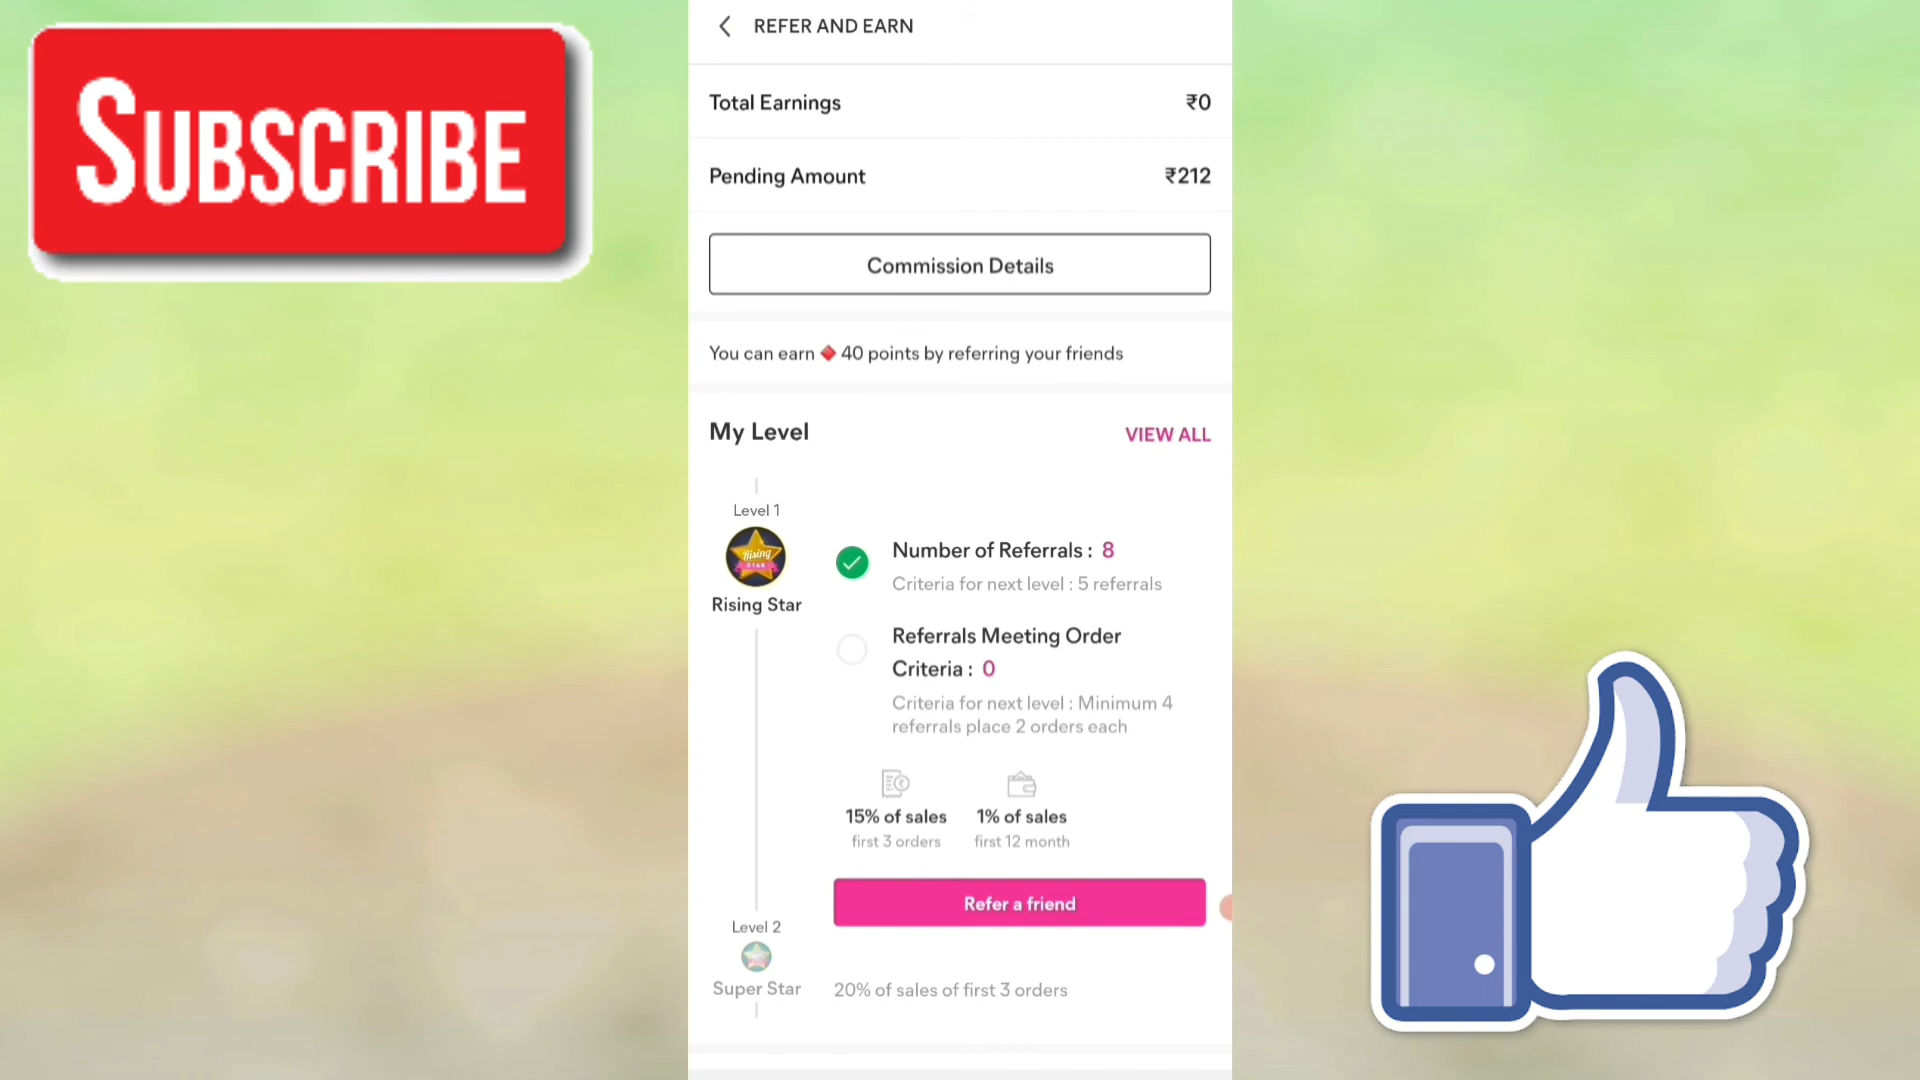 SUBSCRIBE
REFER AND EARN
Total Earnings ₹0
Pending Amount ₹212
Commission Details
You can earn 40 points by referring your friends
My Level VIEW ALL
Level 1
Rising
STAR
Rising Star
Number of Referrals : 8
Criteria for next level : 5 referrals
Referrals Meeting Order
Criteria : 0
Criteria for next level : Minimum 4
referrals place 2 orders each
15% of sales
first 3 orders
1% of sales
first 12 month
Refer a friend
Level 2
Super Star
20% of sales of first 3 orders